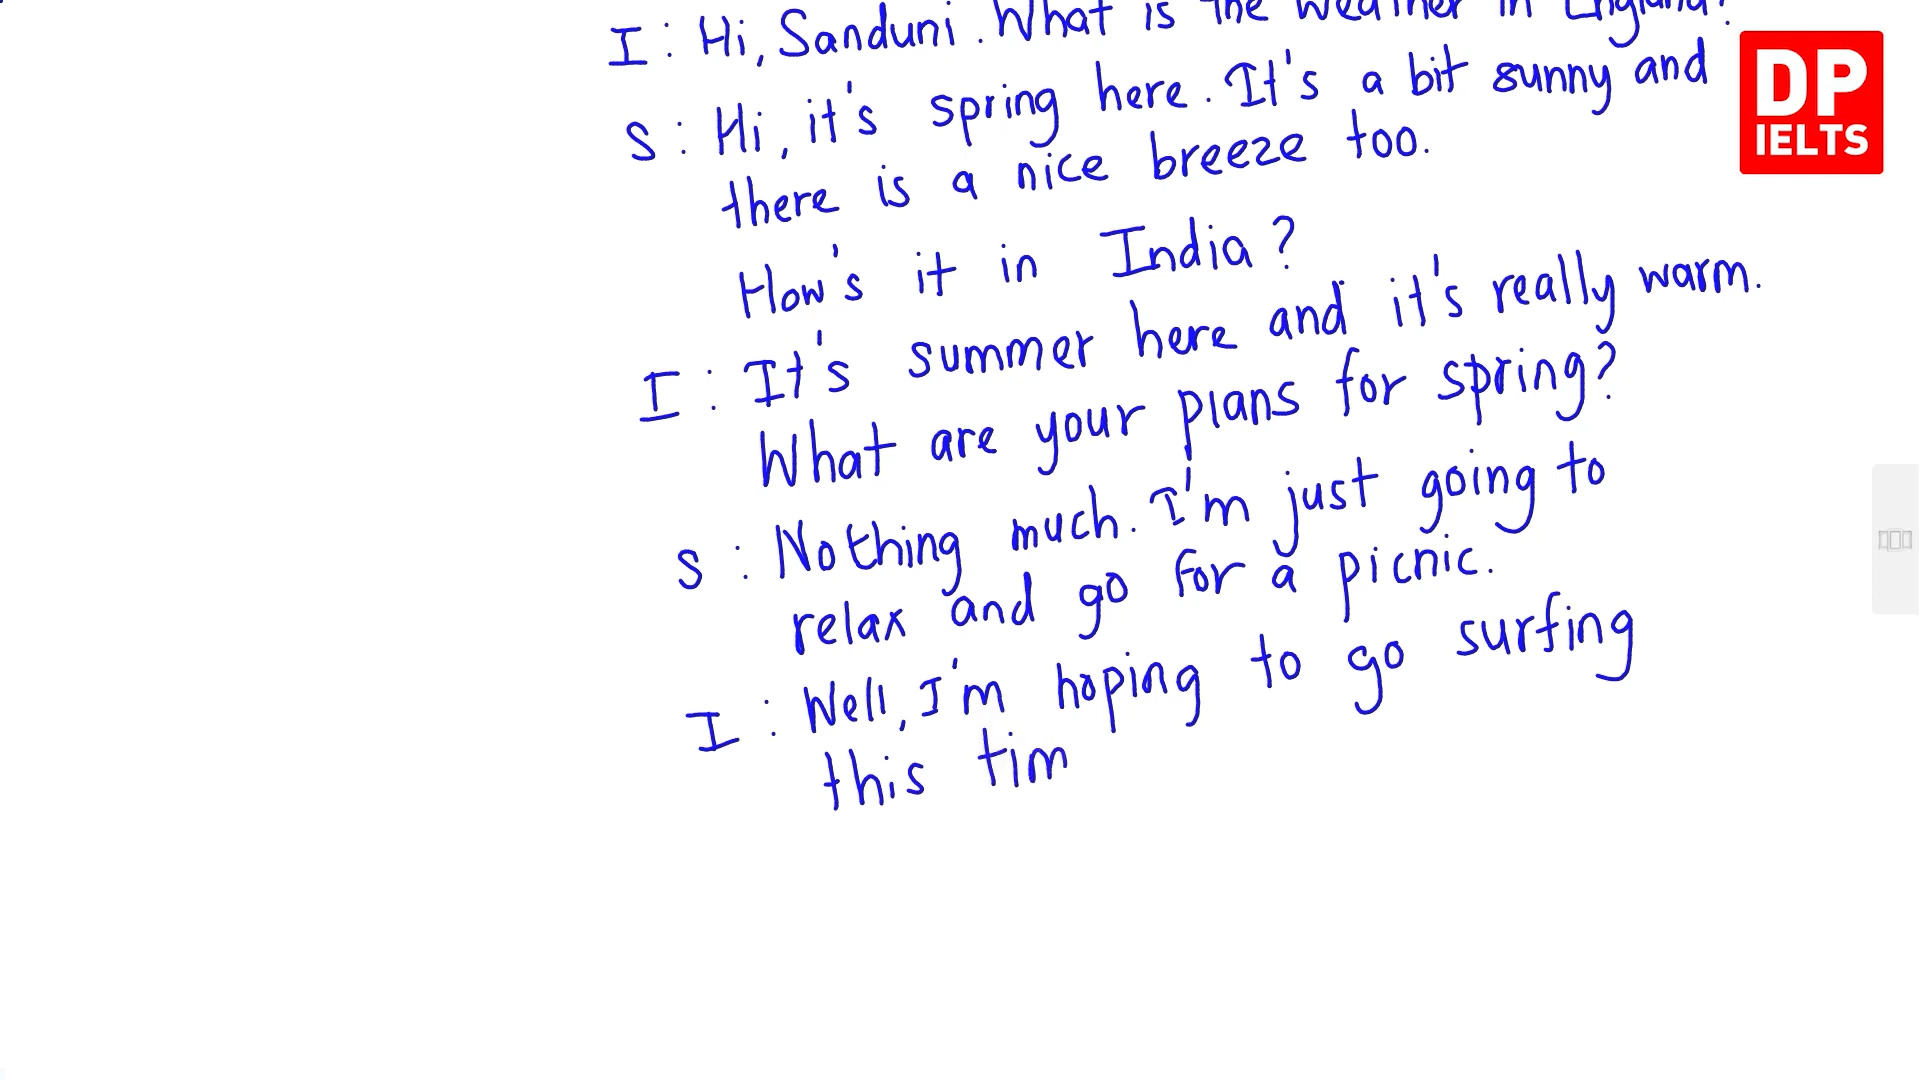 I : Hi, Sanduni. What is the weather in England?
S : Hi, it's spring here. It's a bit sunny and
there is a nice breeze too.
How's it in India?
I : It's summer here and it's really warm.
What are your plans for spring?
S : Nothing much. I'm just going to
relax and go for a picnic.
I : Well, I'm hoping to go surfing
this tim
DP
IELTS